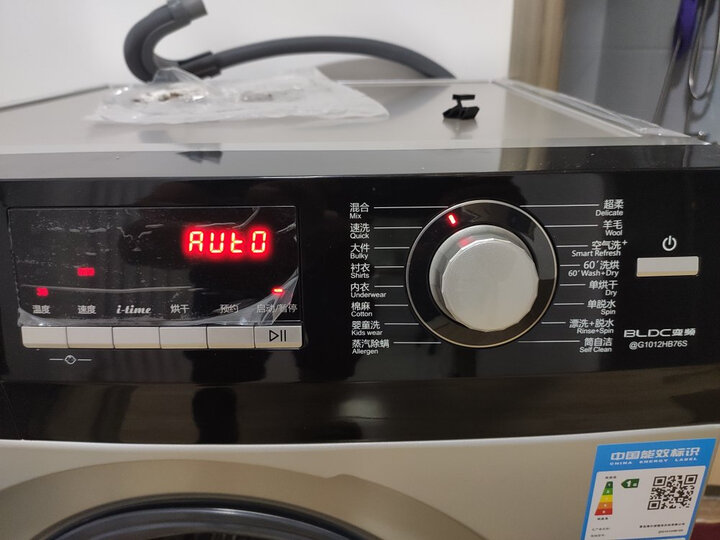 AUtO
温度
速度
i-time
烘干
预约
启动/暂停
混合
Mix
速洗
Quick
大件
Bulky
衬衣
Shirts
内衣
Underwear
棉麻
Cotton
婴童洗
Kids wear
蒸汽除螨
Allergen
超柔
Delicate
羊毛
Wool
空气洗+
Smart Refresh
60'洗烘
60'Wash+Dry
单烘干
Dry
单脱水
Spin
漂洗+脱水
Rinse+Spin
筒自洁
Self Clean
BLDC变频
@G1012HB76S
中国能效标识
CHINA ENERGY LABEL
1级